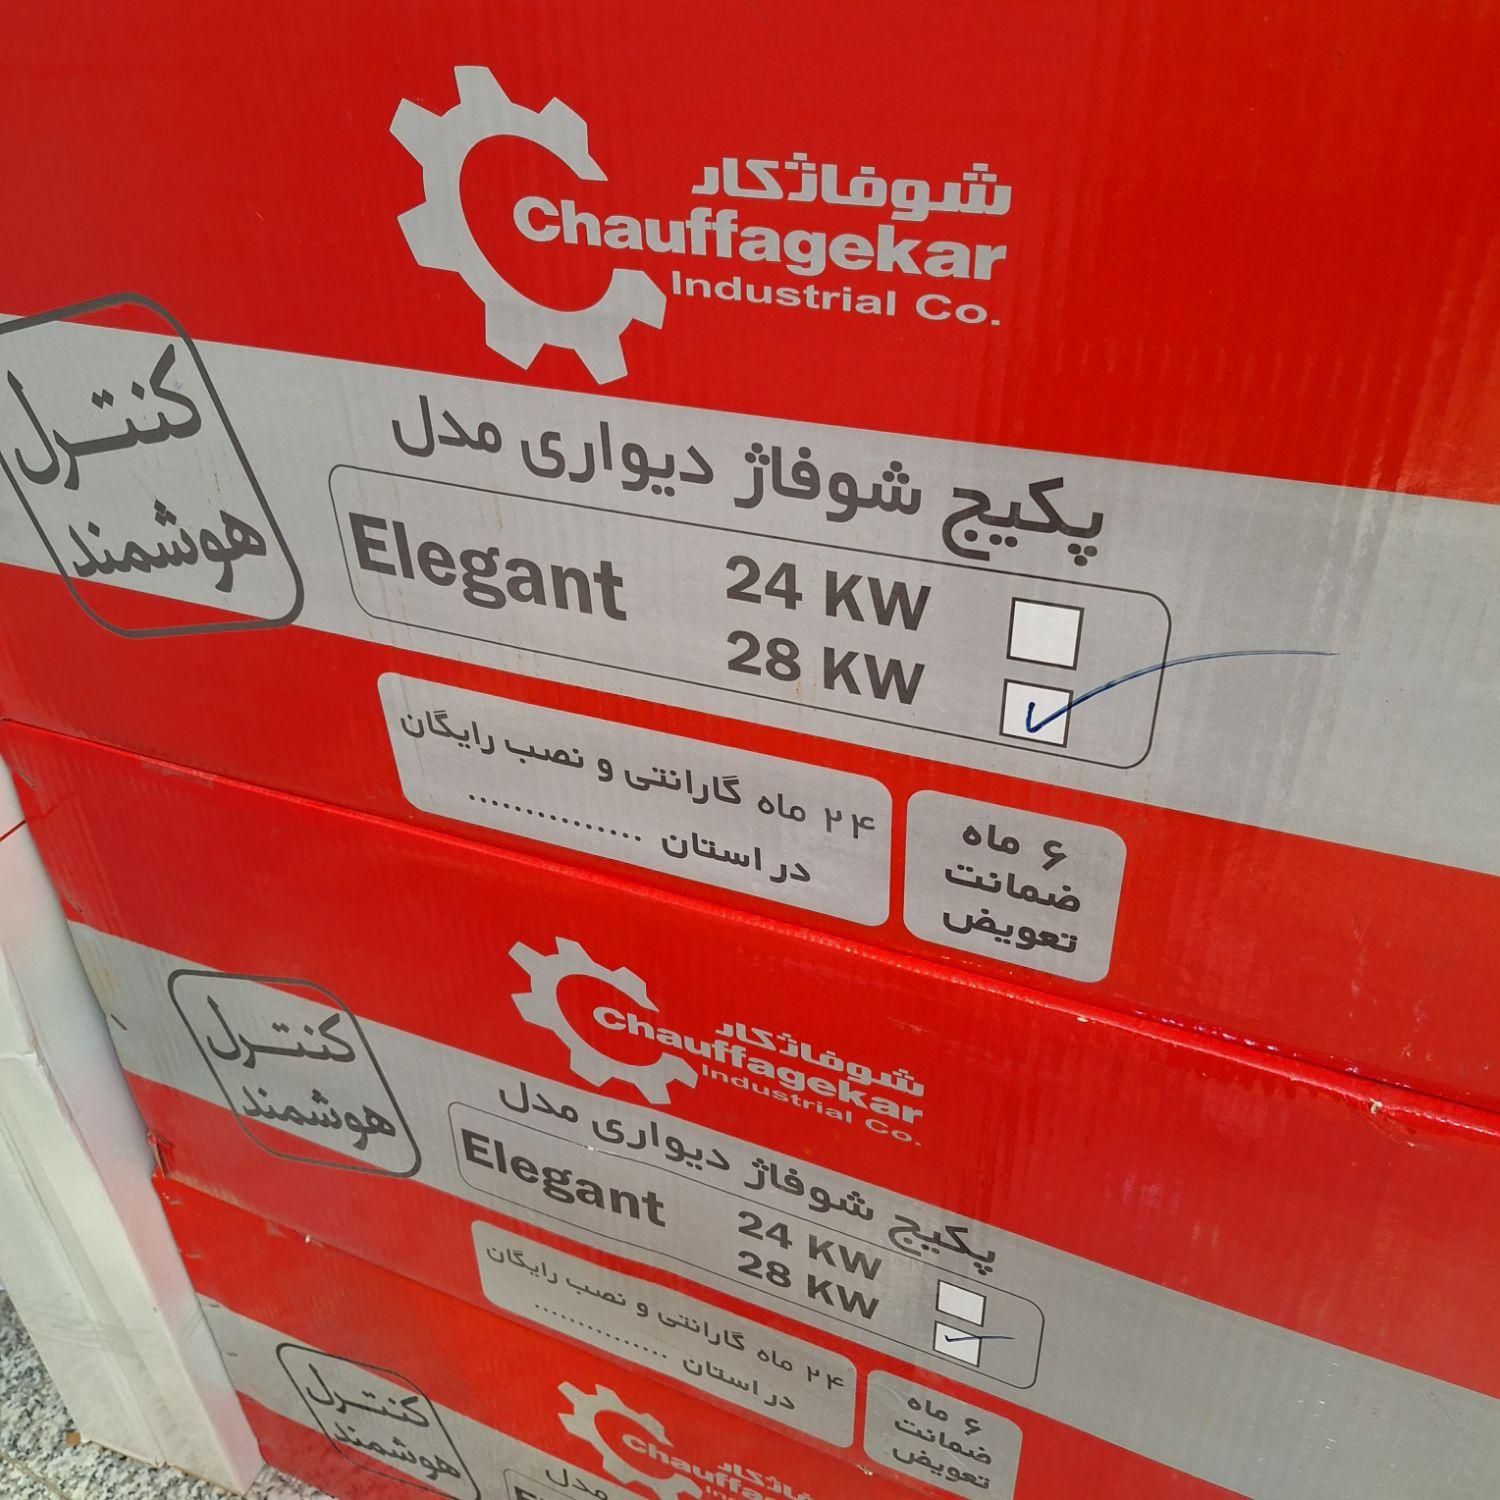 شوفاژکار
Chauffagekar
Industrial Co.
کنترل
هوشمند
پکیج شوفاژ دیواری مدل
Elegant 24 KW
28 KW
۲۴ ماه گارانتی و نصب رایگان
در استان ................
۶ ماه
ضمانت
تعویض
شوفاژکار
Chauffagekar
Industrial Co.
کنترل
هوشمند
پکیج شوفاژ دیواری مدل
Elegant 24 KW
28 KW
۲۴ ماه گارانتی و نصب رایگان
در استان ................
۶ ماه
ضمانت
تعویض
شوفاژکار
Chauffagekar
کنترل
هوشمند
مدل